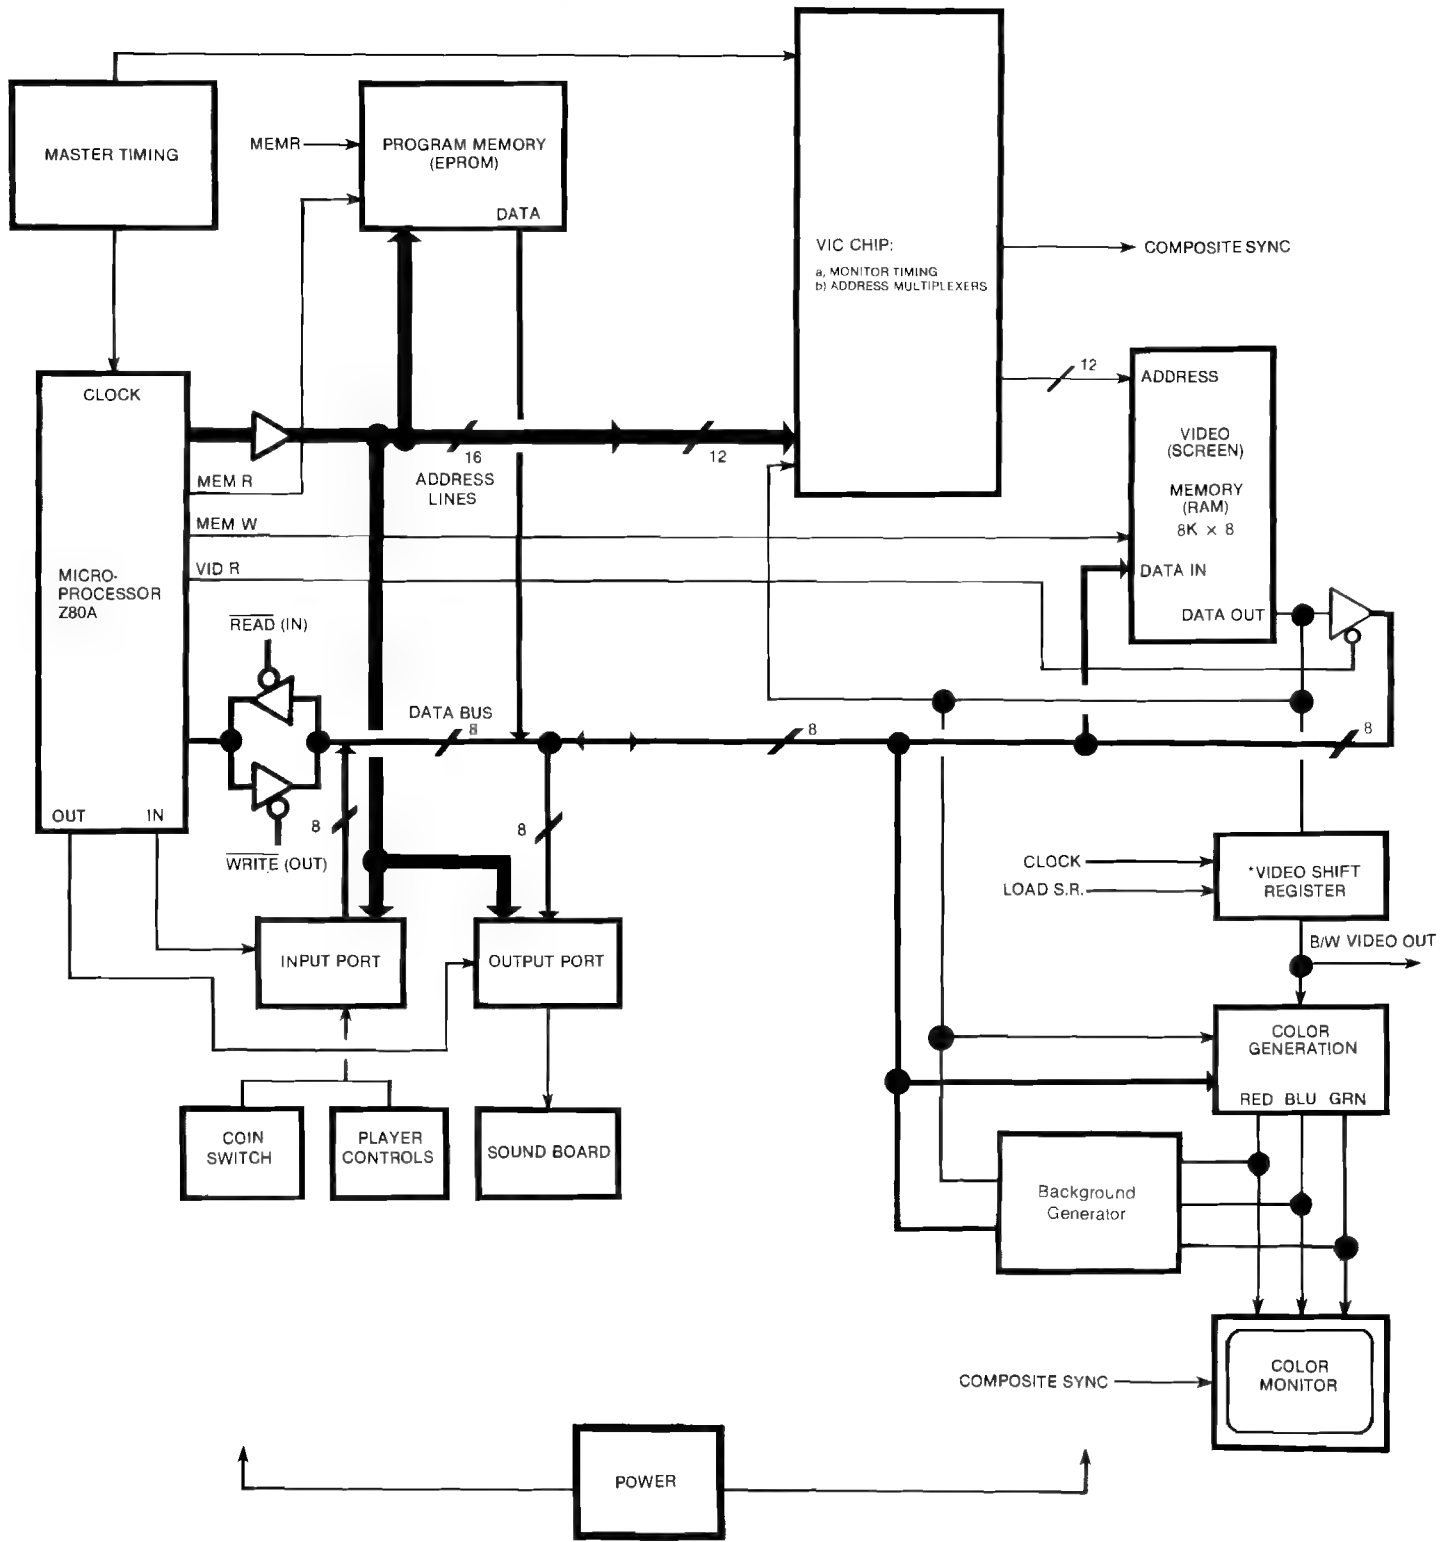 MASTER TIMING
MEMR
PROGRAM MEMORY
(EPROM)
DATA
VIC CHIP:
a, MONITOR TIMING
b) ADDRESS MULTIPLEXERS
COMPOSITE SYNC
12
ADDRESS
VIDEO
(SCREEN)
MEMORY
(RAM)
8K × 8
DATA IN
DATA OUT
CLOCK
MEM R
MEM W
VID R
MICRO-
PROCESSOR
Z80A
OUT
IN
16
ADDRESS
LINES
12
READ (IN)
WRITE (OUT)
DATA BUS
8
8
8
8
8
INPUT PORT
OUTPUT PORT
COIN
SWITCH
PLAYER
CONTROLS
SOUND BOARD
CLOCK
LOAD S.R.
*VIDEO SHIFT
REGISTER
B/W VIDEO OUT
COLOR
GENERATION
RED BLU GRN
Background
Generator
COMPOSITE SYNC
COLOR
MONITOR
POWER